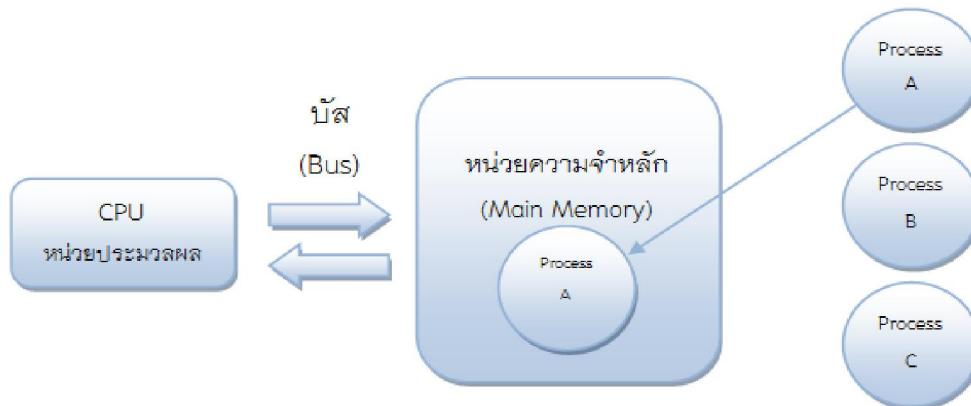 บัส
(Bus)
CPU
หน่วยประมวลผล
หน่วยความจำหลัก
(Main Memory)
Process
A
Process
A
Process
B
Process
C